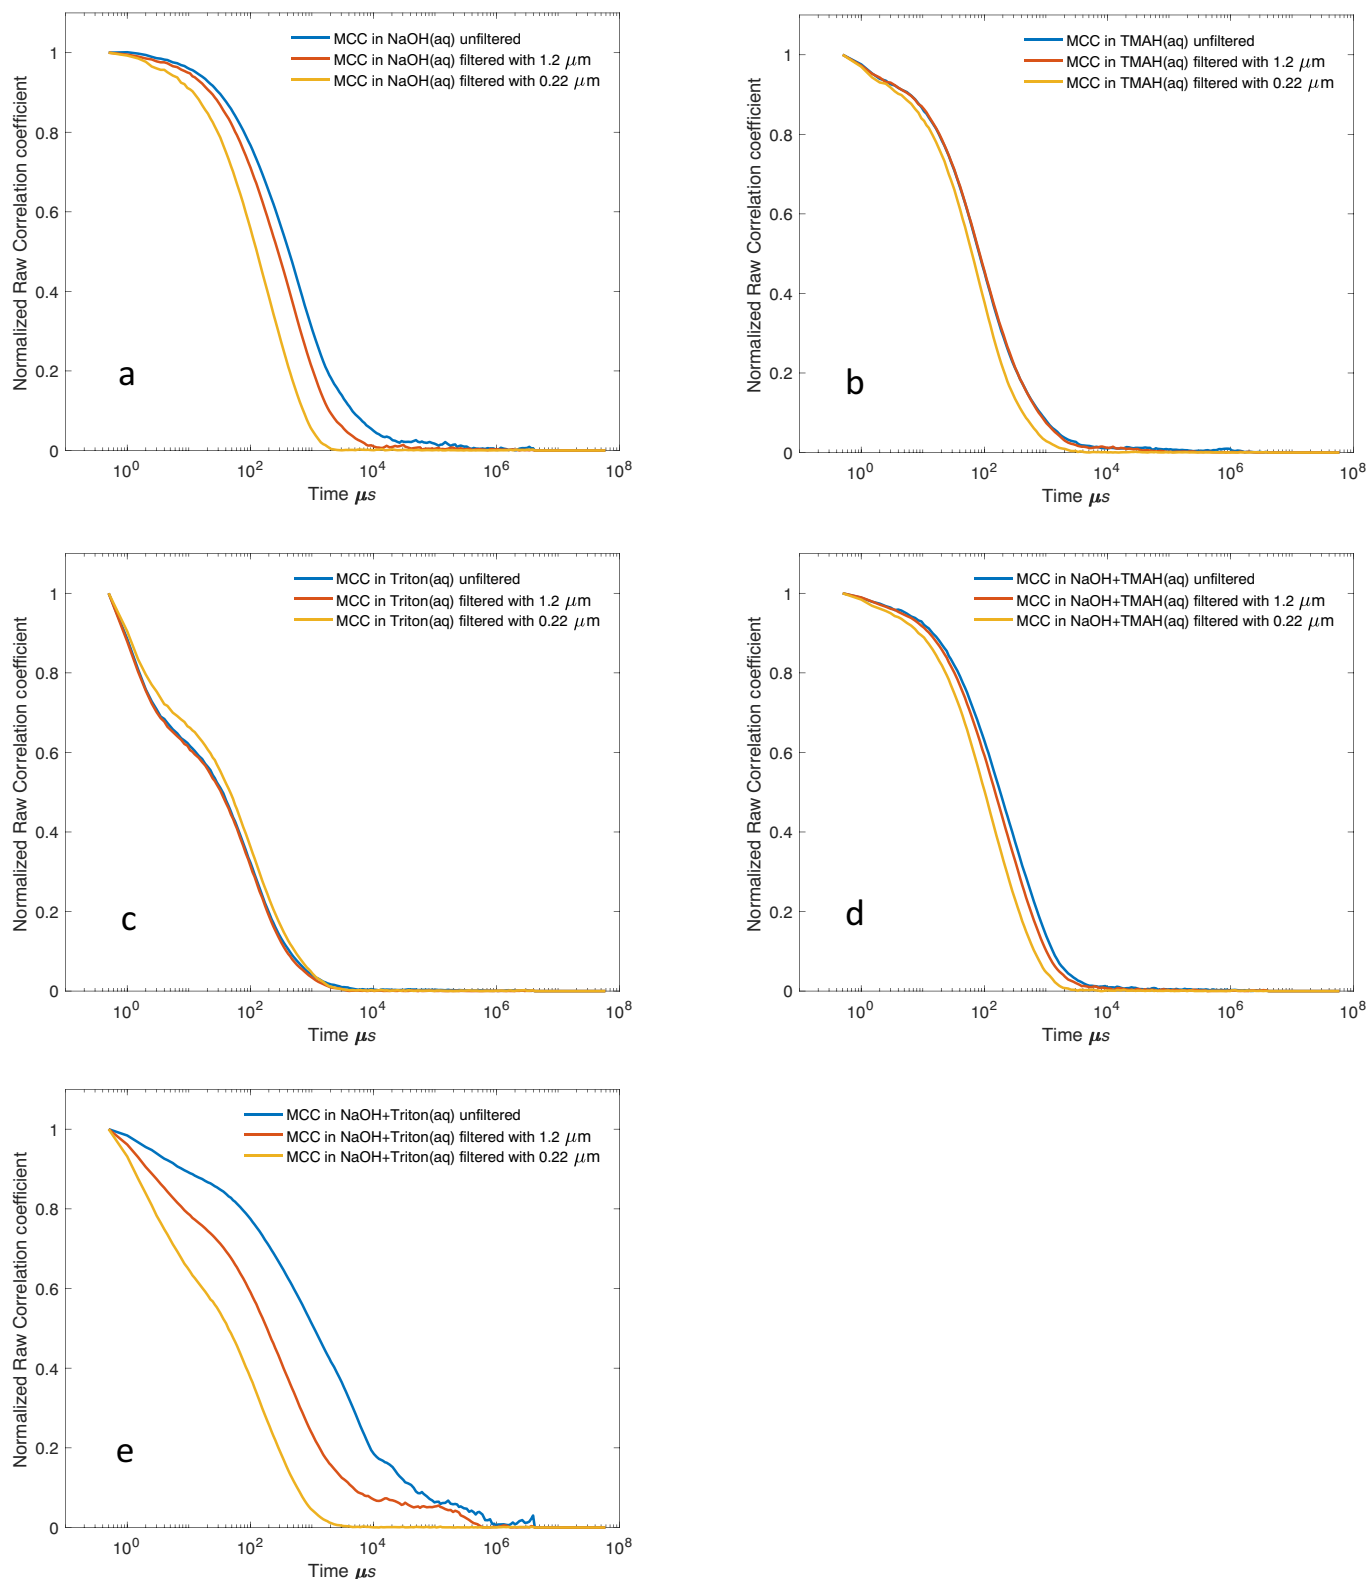 MCC in NaOH(aq) unfiltered
MCC in NaOH(aq) filtered with 1.2 μm
MCC in NaOH(aq) filtered with 0.22 μm
Normalized Raw Correlation coefficient
1
0.8
0.6
0.4
0.2
0
a
10^0 10^2 10^4 10^6 10^8
Time μs
MCC in TMAH(aq) unfiltered
MCC in TMAH(aq) filtered with 1.2 μm
MCC in TMAH(aq) filtered with 0.22 μm
Normalized Raw Correlation coefficient
1
0.8
0.6
0.4
0.2
0
b
10^0 10^2 10^4 10^6 10^8
Time μs
MCC in Triton(aq) unfiltered
MCC in Triton(aq) filtered with 1.2 μm
MCC in Triton(aq) filtered with 0.22 μm
Normalized Raw Correlation coefficient
1
0.8
0.6
0.4
0.2
0
c
10^0 10^2 10^4 10^6 10^8
Time μs
MCC in NaOH+TMAH(aq) unfiltered
MCC in NaOH+TMAH(aq) filtered with 1.2 μm
MCC in NaOH+TMAH(aq) filtered with 0.22 μm
Normalized Raw Correlation coefficient
1
0.8
0.6
0.4
0.2
0
d
10^0 10^2 10^4 10^6 10^8
Time μs
MCC in NaOH+Triton(aq) unfiltered
MCC in NaOH+Triton(aq) filtered with 1.2 μm
MCC in NaOH+Triton(aq) filtered with 0.22 μm
Normalized Raw Correlation coefficient
1
0.8
0.6
0.4
0.2
0
e
10^0 10^2 10^4 10^6 10^8
Time μs